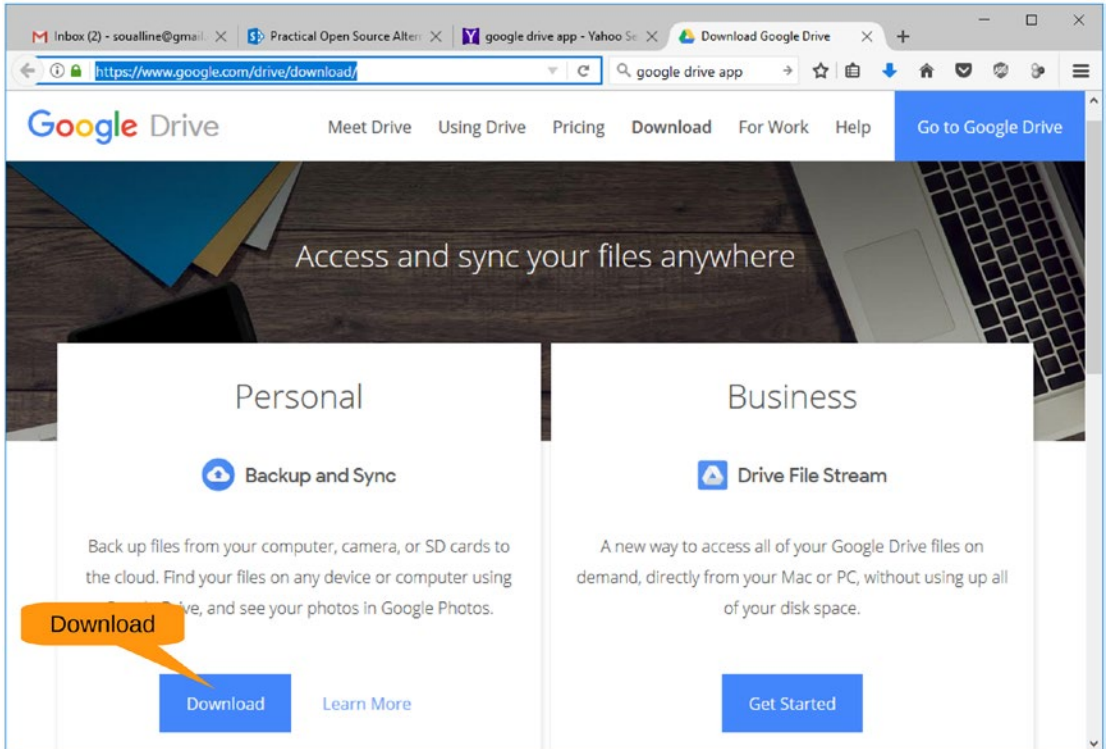 Inbox (2) - soualline@gmail.
Practical Open Source Altern
google drive app - Yahoo Se
Download Google Drive
https://www.google.com/drive/download/
google drive app
Google Drive
Meet Drive
Using Drive
Pricing
Download
For Work
Help
Go to Google Drive
Access and sync your files anywhere
Personal
Backup and Sync
Back up files from your computer, camera, or SD cards to
the cloud. Find your files on any device or computer using
ve, and see your photos in Google Photos.
Download
Download
Learn More
Business
Drive File Stream
A new way to access all of your Google Drive files on
demand, directly from your Mac or PC, without using up all
of your disk space.
Get Started